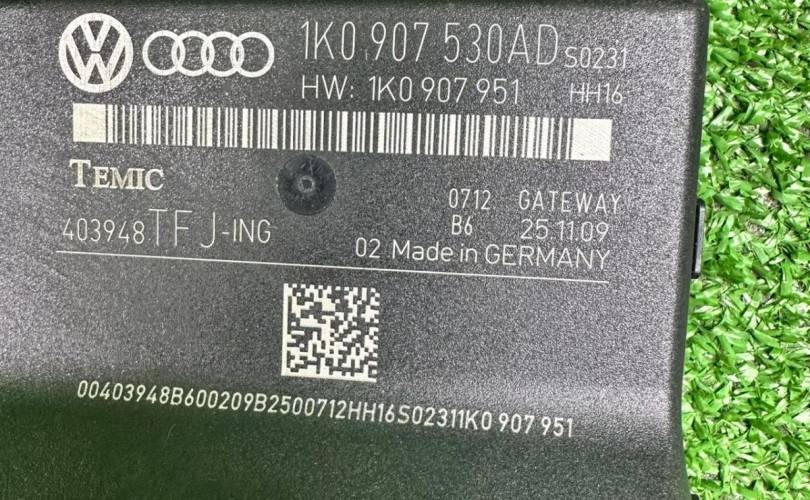 1K0 907 530AD S0231
HW: 1K0 907 951 HH16
TEMIC
0712 GATEWAY
403948TFJ-ING B6 25 11.09
02 Made in GERMANY
00403948B600209B2500712HH16S02311K0 907 951